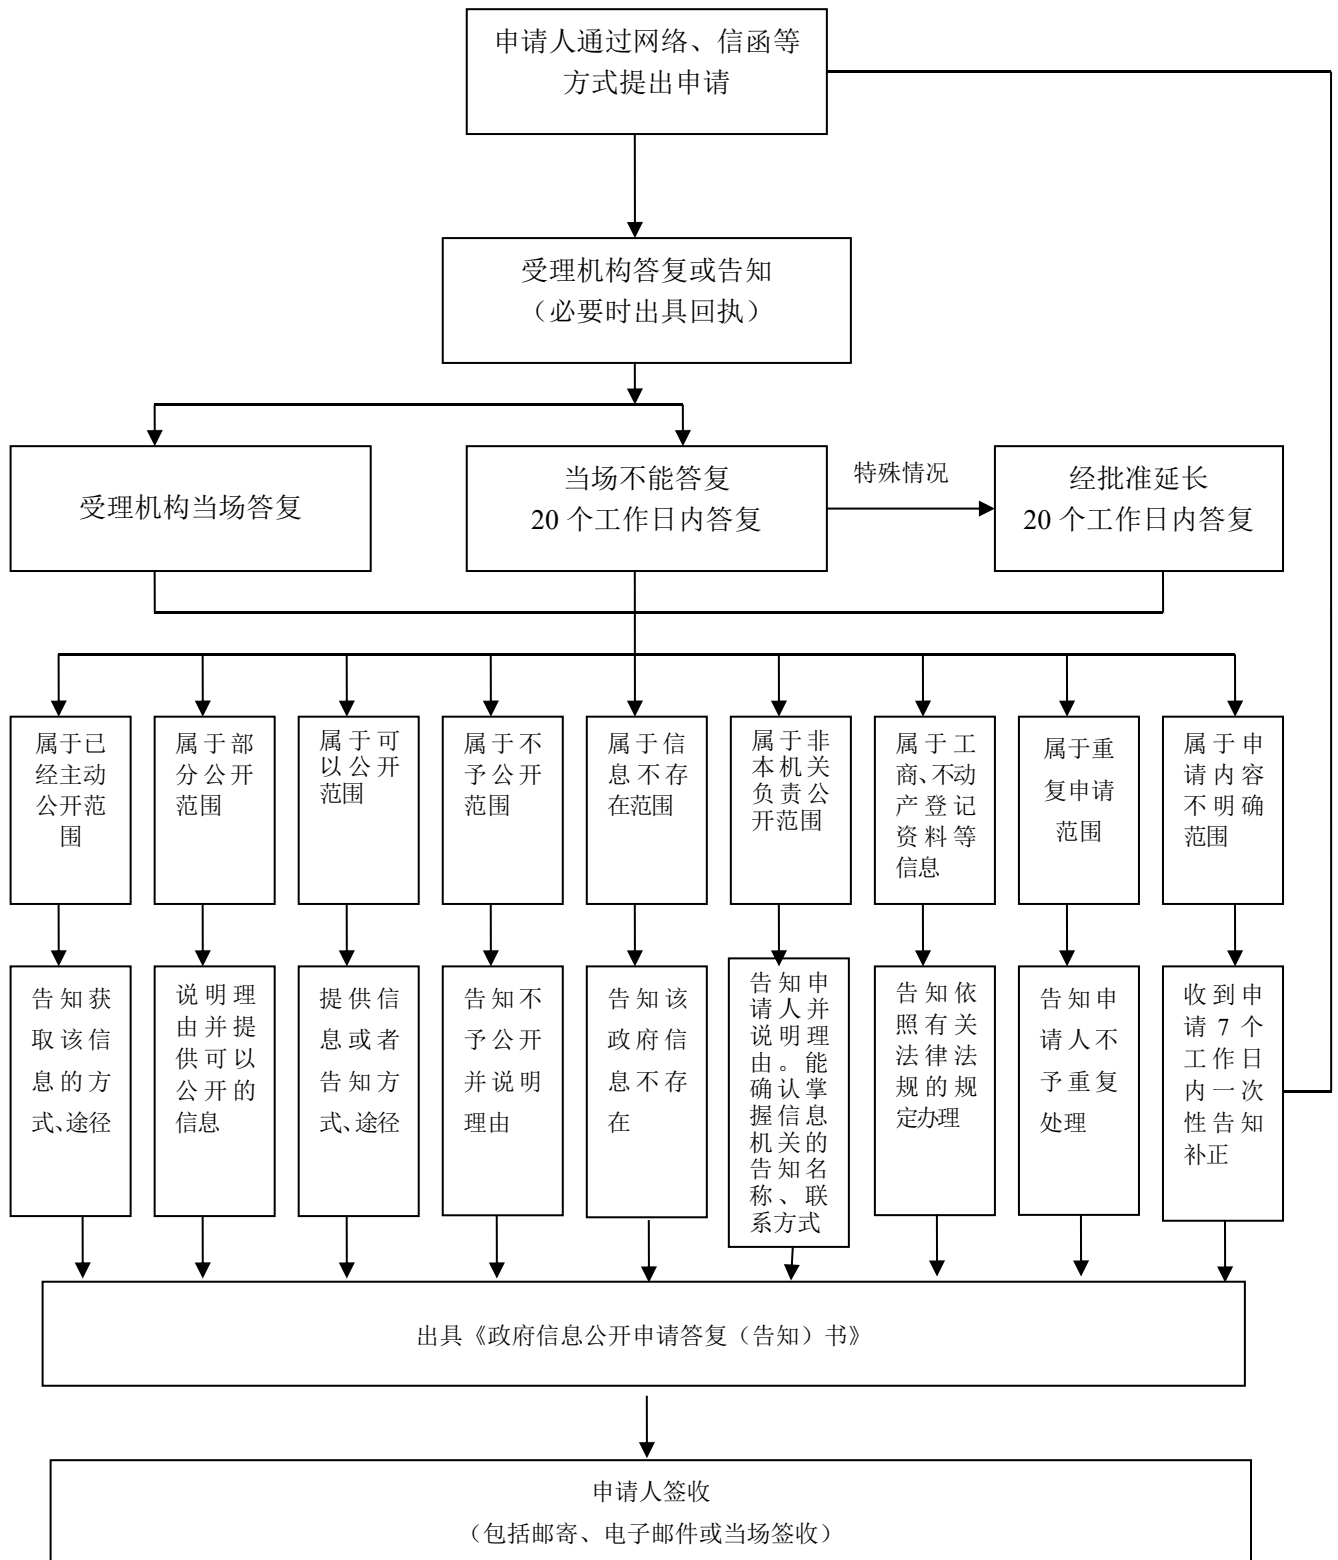 申请人通过网络、信函等
方式提出申请
受理机构答复或告知
（必要时出具回执）
受理机构当场答复
当场不能答复
20 个工作日内答复
特殊情况
经批准延长
20 个工作日内答复
属于已
经主动
公开范
围
属于部
分公开
范围
属于可
以公开
范围
属于不
予公开
范围
属于信
息不存
在范围
属于非
本机关
负责公
开范围
属于工
商、不动
产登记
资料等
信息
属于重
复申请
范围
属于申
请内容
不明确
范围
告知获
取该信
息的方
式、途径
说明理
由并提
供可以
公开的
信息
提供信
息或者
告知方
式、途径
告知不
予公开
并说明
理由
告知该
政府信
息不存
在
告知申
请人并
说明理
由。能
确认掌
握信息
机关的
告知名
称、联
系方式
告知依
照有关
法律法
规的规
定办理
告知申
请人不
予重复
处理
收到申
请 7 个
工作日
内一次
性告知
补正
出具《政府信息公开申请答复（告知）书》
申请人签收
（包括邮寄、电子邮件或当场签收）